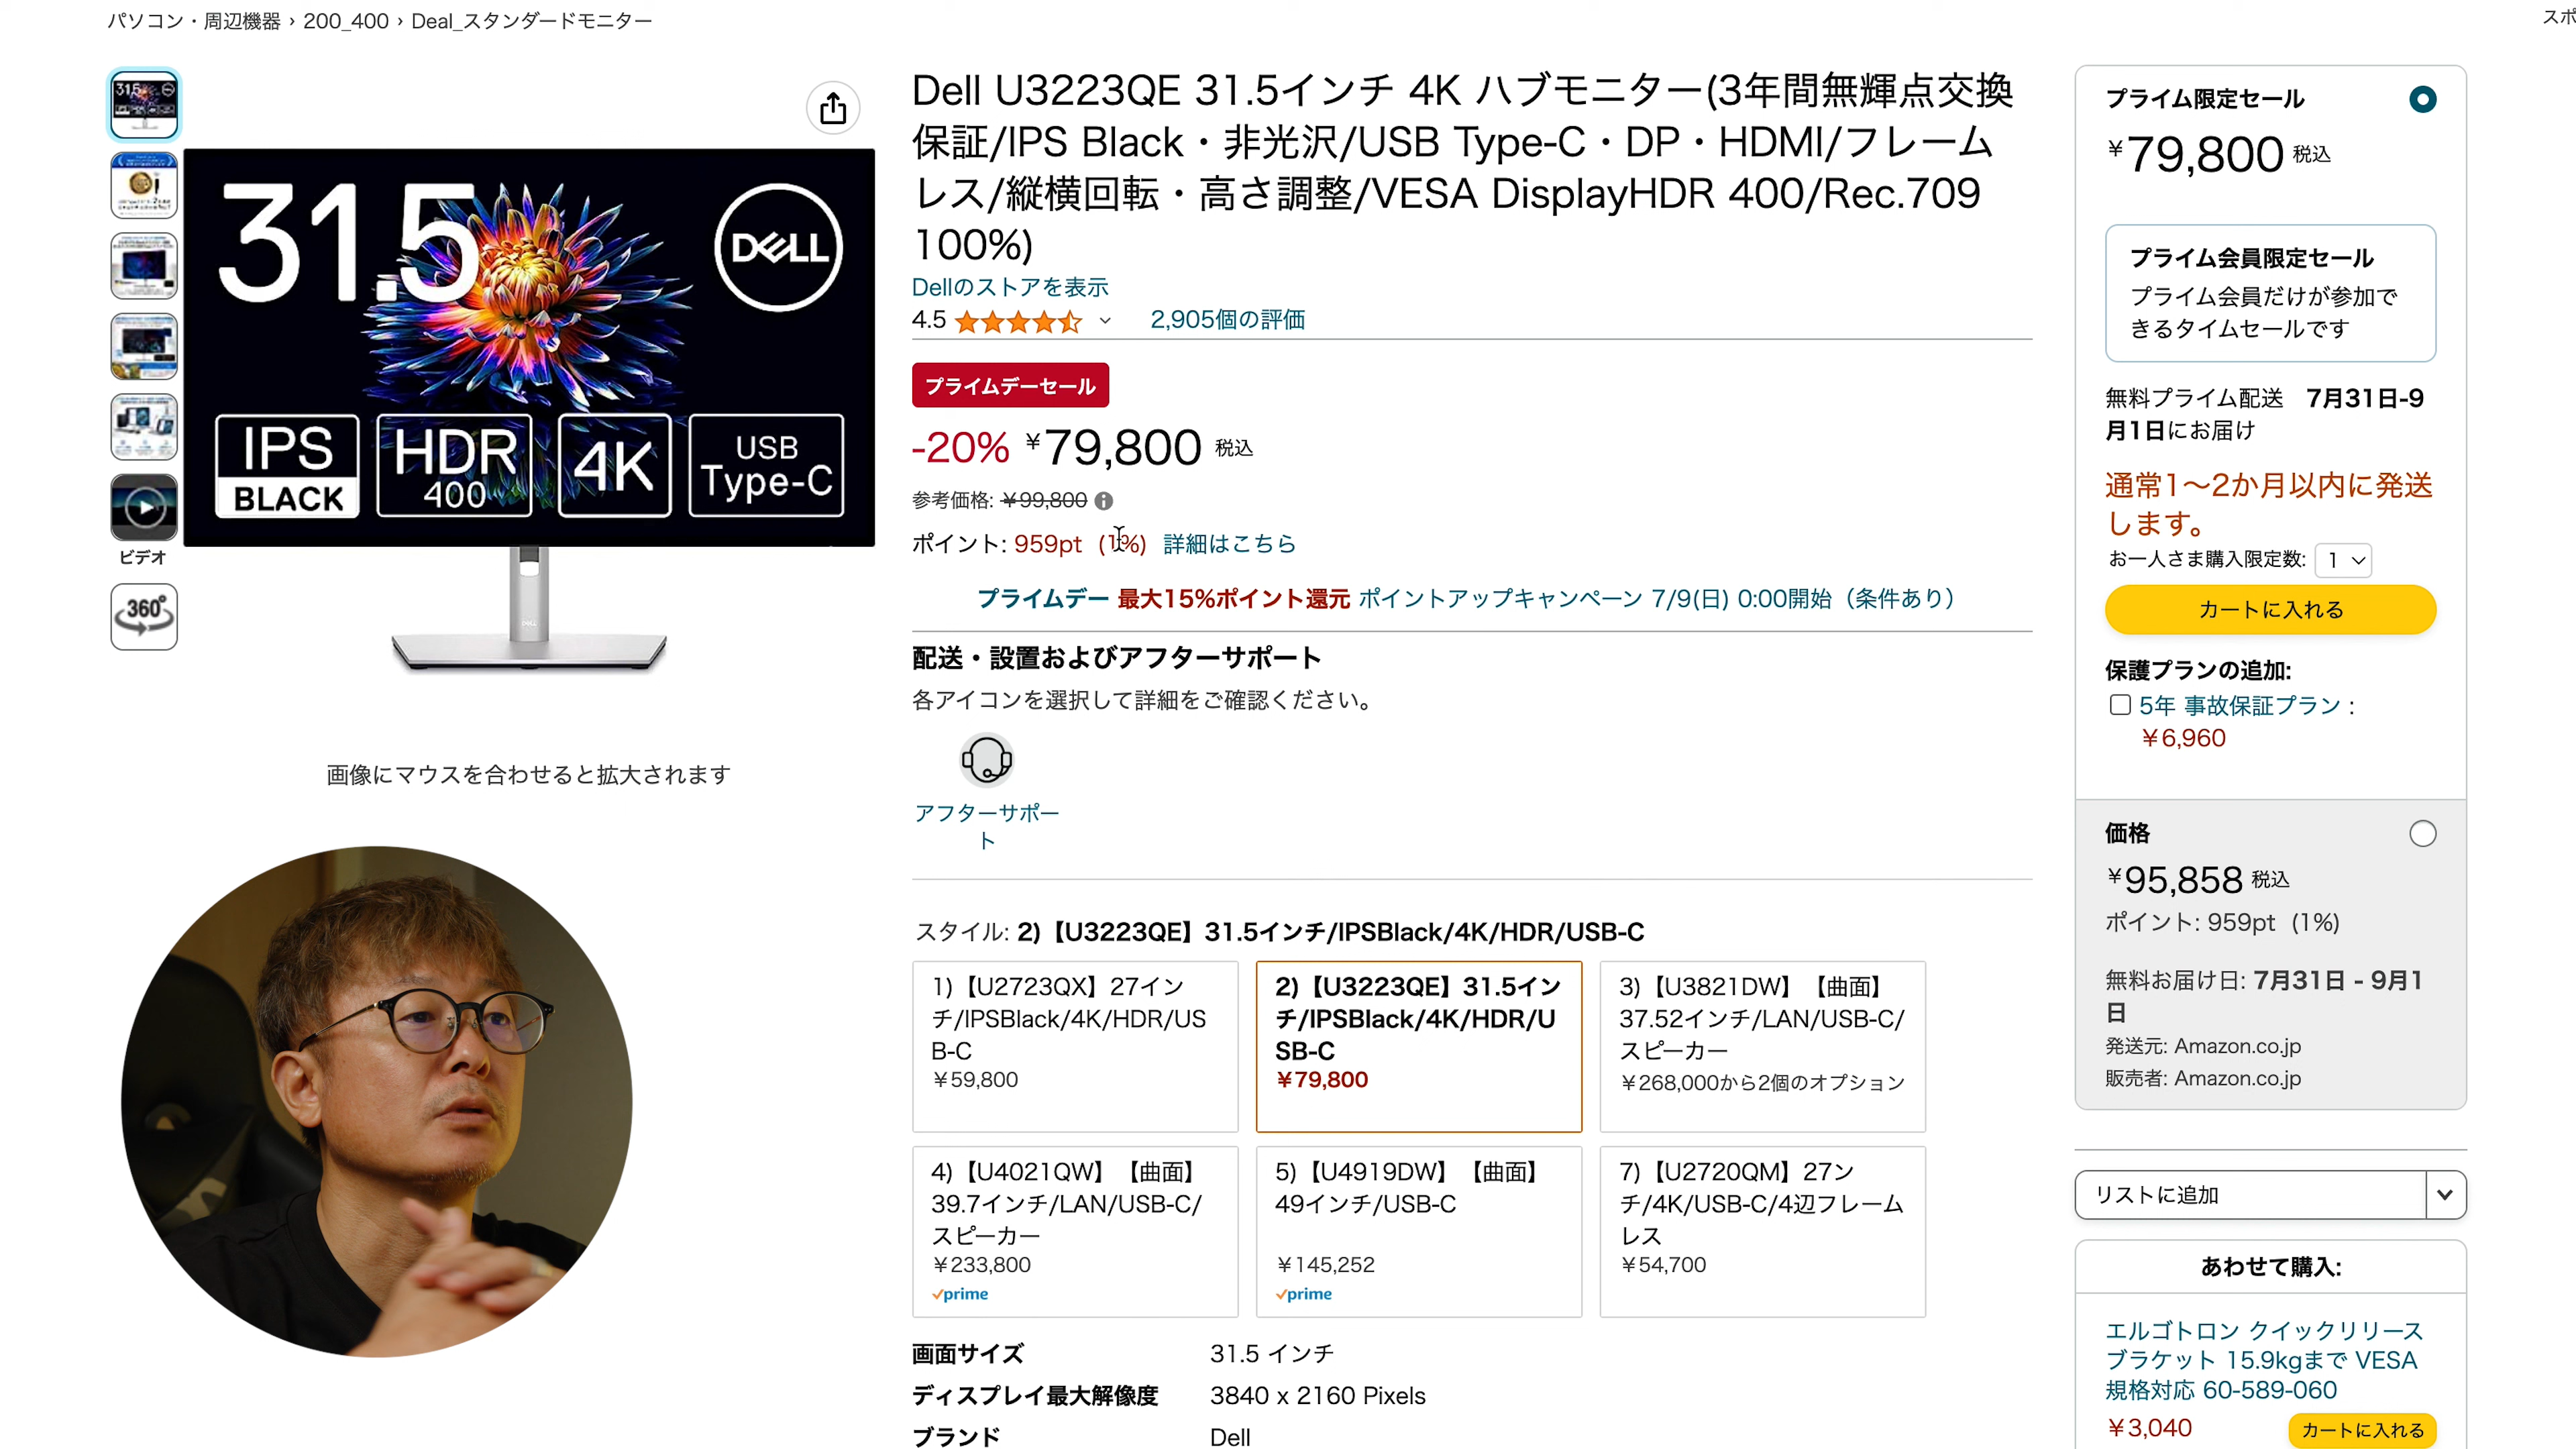 パソコン・周辺機器 › 200_400 › Deal_スタンダードモニター
31.5
DELL
IPS
BLACK
HDR
400
4K
USB
Type-C
ビデオ
360°
画像にマウスを合わせると拡大されます
Dell U3223QE 31.5インチ 4K ハブモニター(3年間無輝点交換
保証/IPS Black・非光沢/USB Type-C・DP・HDMI/フレーム
レス/縦横回転・高さ調整/VESA DisplayHDR 400/Rec.709
100%)
Dellのストアを表示
4.5 2,905個の評価
プライムデーセール
-20% ¥79,800 税込
参考価格: ¥99,800
ポイント: 959pt (1%) 詳細はこちら
プライムデー 最大15%ポイント還元 ポイントアップキャンペーン 7/9(日) 0:00開始（条件あり）
配送・設置およびアフターサポート
各アイコンを選択して詳細をご確認ください。
アフターサポー
ト
スタイル: 2)【U3223QE】31.5インチ/IPSBlack/4K/HDR/USB-C
1)【U2723QX】27イン
チ/IPSBlack/4K/HDR/US
B-C
¥59,800
2)【U3223QE】31.5イン
チ/IPSBlack/4K/HDR/U
SB-C
¥79,800
3)【U3821DW】【曲面】
37.52インチ/LAN/USB-C/
スピーカー
¥268,000から2個のオプション
4)【U4021QW】【曲面】
39.7インチ/LAN/USB-C/
スピーカー
¥233,800
prime
5)【U4919DW】【曲面】
49インチ/USB-C
¥145,252
prime
7)【U2720QM】27ン
チ/4K/USB-C/4辺フレーム
レス
¥54,700
画面サイズ 31.5 インチ
ディスプレイ最大解像度 3840 x 2160 Pixels
ブランド Dell
スポ
プライム限定セール
¥79,800 税込
プライム会員限定セール
プライム会員だけが参加で
きるタイムセールです
無料プライム配送 7月31日-9
月1日にお届け
通常1～2か月以内に発送
します。
お一人さま購入限定数: 1
カートに入れる
保護プランの追加:
5年 事故保証プラン :
¥6,960
価格
¥95,858 税込
ポイント: 959pt (1%)
無料お届け日: 7月31日 - 9月1
日
発送元: Amazon.co.jp
販売者: Amazon.co.jp
リストに追加
あわせて購入:
エルゴトロン クイックリリース
ブラケット 15.9kgまで VESA
規格対応 60-589-060
¥3,040
カートに入れる